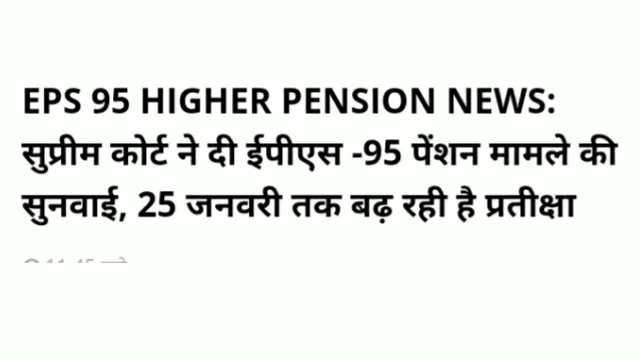 EPS 95 HIGHER PENSION NEWS:
सुप्रीम कोर्ट ने दी ईपीएस -95 पेंशन मामले की
सुनवाई, 25 जनवरी तक बढ़ रही है प्रतीक्षा